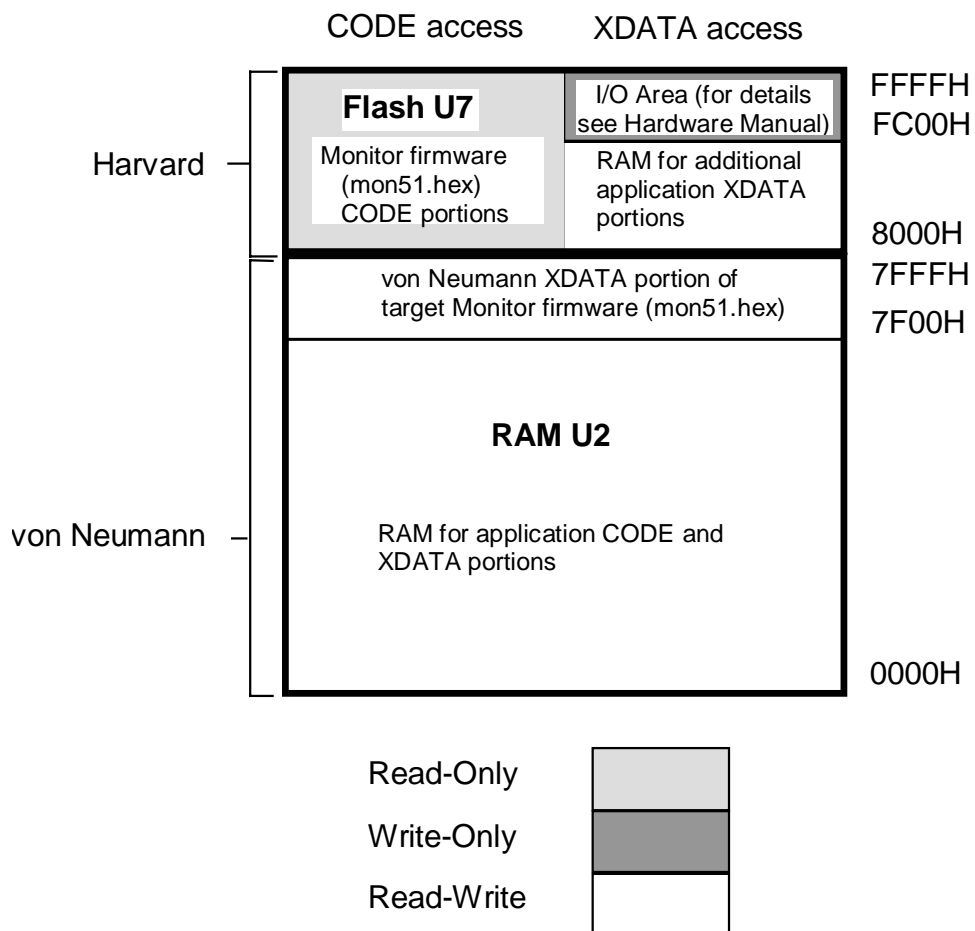 CODE access XDATA access
Flash U7
Monitor firmware
(mon51.hex)
CODE portions
I/O Area (for details
see Hardware Manual)
RAM for additional
application XDATA
portions
FFFFH
FC00H
8000H
Harvard
von Neumann XDATA portion of
target Monitor firmware (mon51.hex)
7FFFH
7F00H
RAM U2
von Neumann
RAM for application CODE and
XDATA portions
0000H
Read-Only
Write-Only
Read-Write